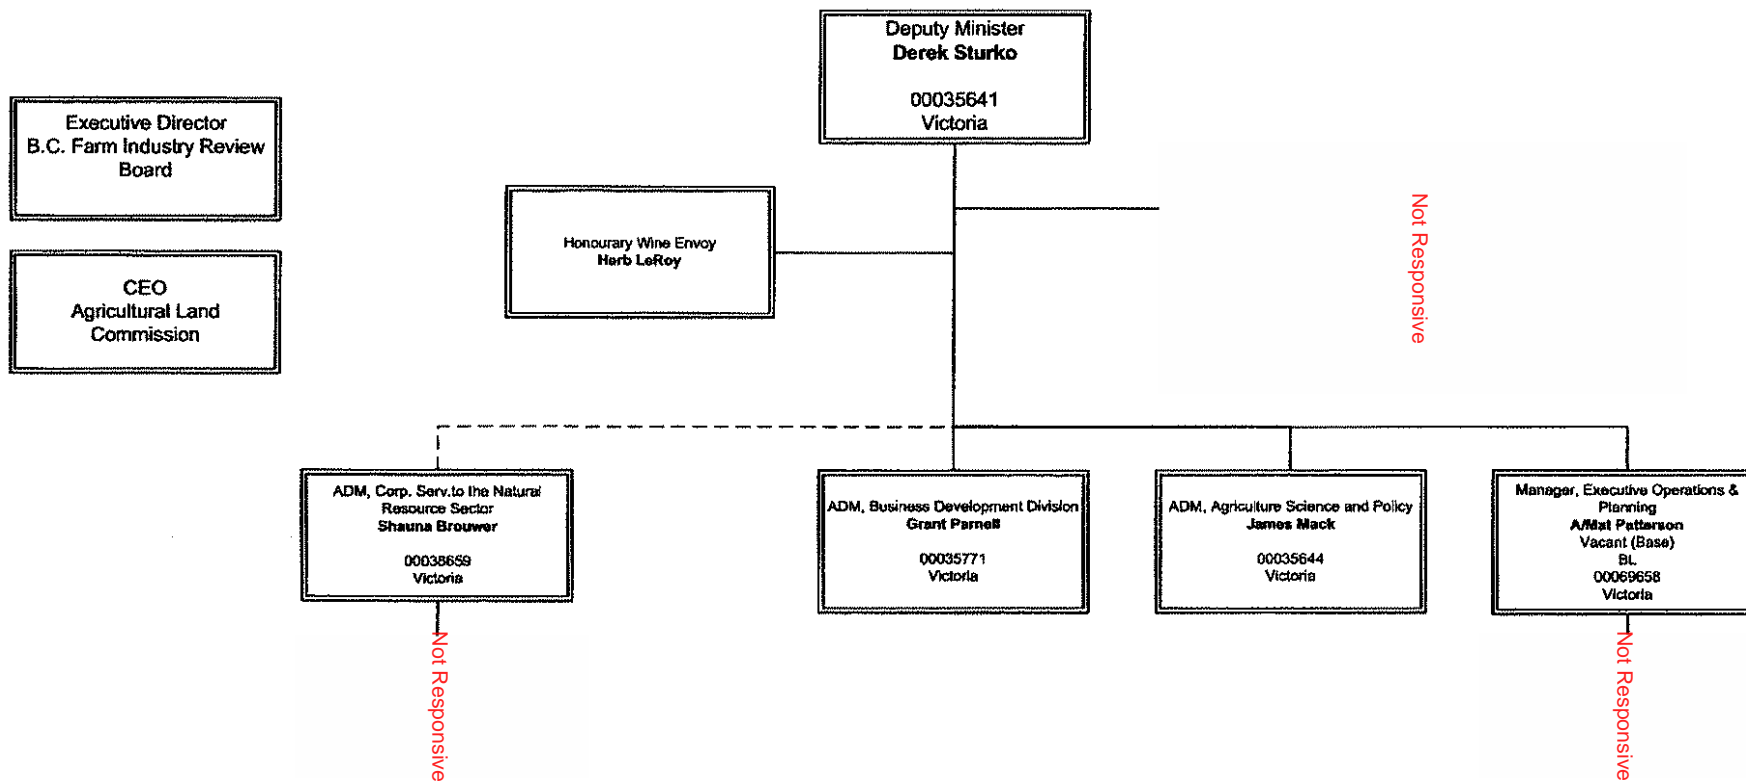 Deputy Minister
Derek Sturko
00035641
Victoria
Executive Director
B.C. Farm Industry Review
Board
CEO
Agricultural Land
Commission
Honourary Wine Envoy
Herb LeRoy
Not Responsive
ADM, Corp. Serv.to the Natural
Resource Sector
Shauna Brouwer
00038659
Victoria
ADM, Business Development Division
Grant Parnell
00035771
Victoria
ADM, Agriculture Science and Policy
James Mack
00035644
Victoria
Manager, Executive Operations &
Planning
A/Mat Patterson
Vacant (Base)
BL
00069658
Victoria
Not Responsive
Not Responsive